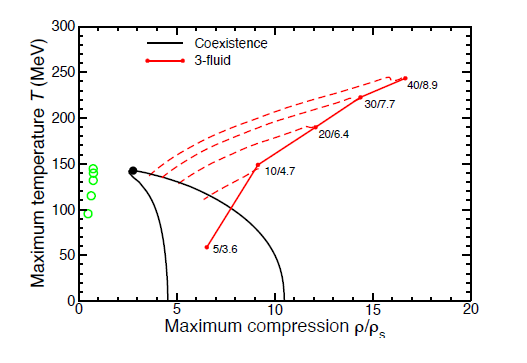 300
250
200
150
100
50
0
Maximum temperature T (MeV)
Coexistence
3-fluid
40/8.9
30/7.7
20/6.4
10/4.7
5/3.6
0 5 10 15 20
Maximum compression ρ/ρs